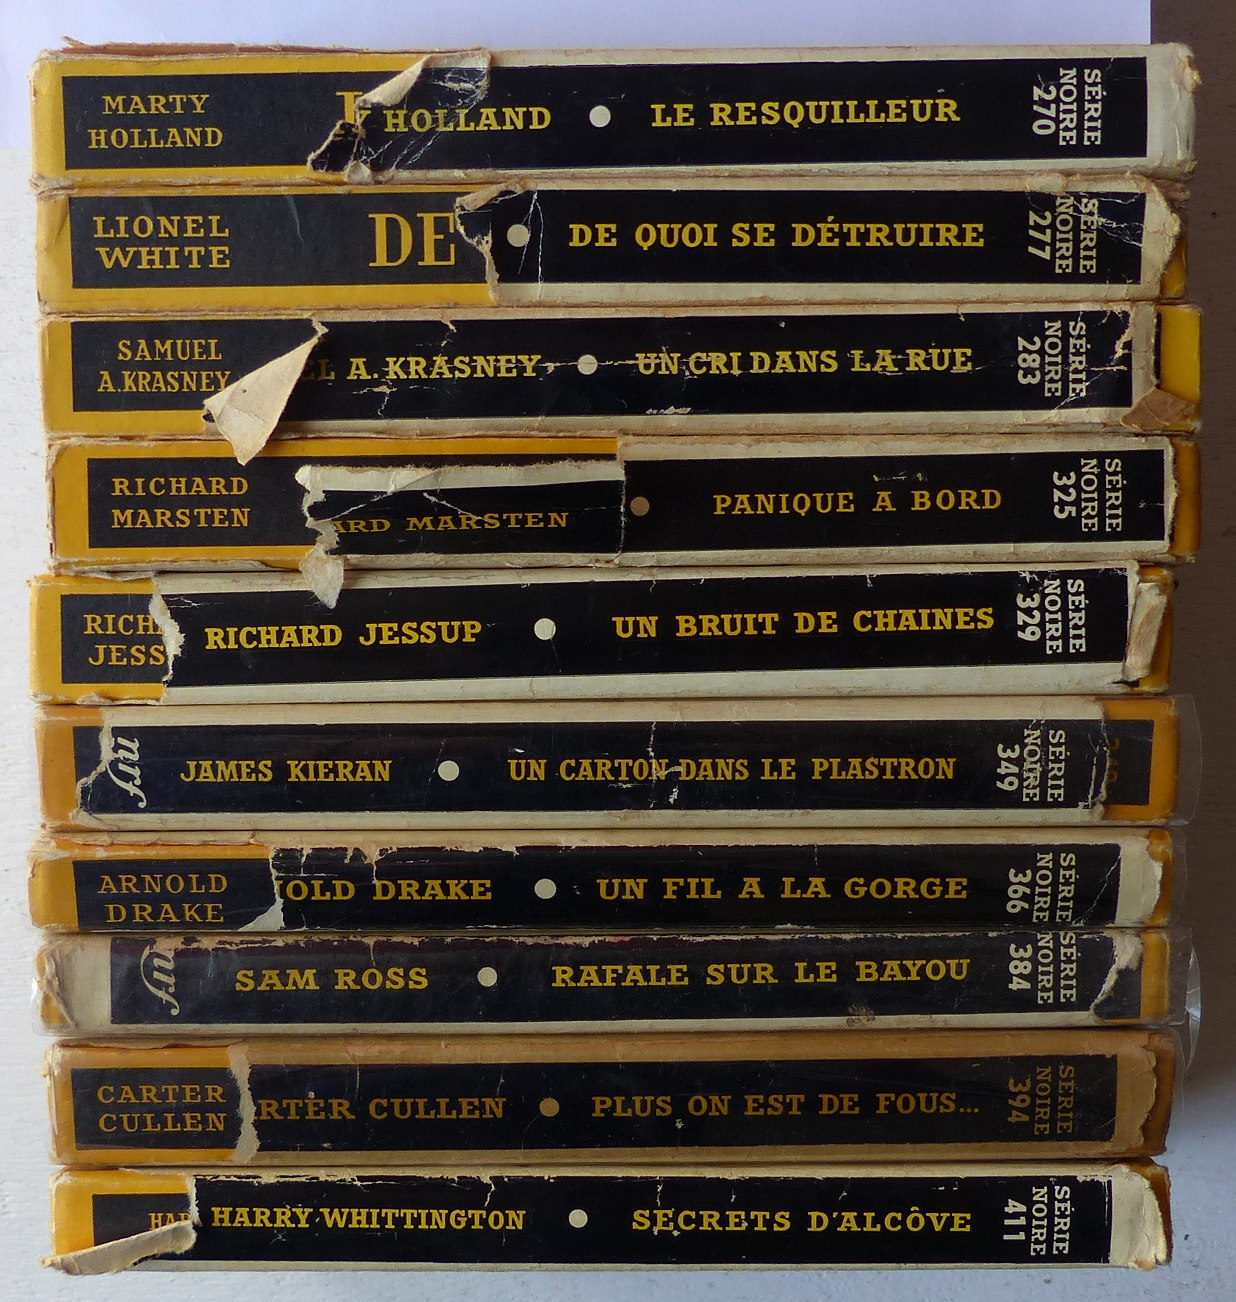 MARTY
HOLLAND
HOLLAND • LE RESQUILLEUR
SÉRIE
NOIRE
270
LIONEL
WHITE
DE • DE QUOI SE DÉTRUIRE
SÉRIE
NOIRE
277
SAMUEL
A.KRASNEY
EL A. KRASNEY • UN CRI DANS LA RUE
SÉRIE
NOIRE
283
RICHARD
MARSTEN
ARD MARSTEN • PANIQUE A BORD
SÉRIE
NOIRE
325
RICH
JESS
RICHARD JESSUP • UN BRUIT DE CHAINES
SÉRIE
NOIRE
329
nrf
JAMES KIERAN • UN CARTON DANS LE PLASTRON
SÉRIE
NOIRE
349
ARNOLD
DRAKE
NOLD DRAKE • UN FIL A LA GORGE
SÉRIE
NOIRE
366
nrf
SAM ROSS • RAFALE SUR LE BAYOU
SÉRIE
NOIRE
384
CARTER
CULLEN
RTER CULLEN • PLUS ON EST DE FOUS...
SÉRIE
NOIRE
394
HAR
HARRY WHITTINGTON • SECRETS D'ALCÔVE
SÉRIE
NOIRE
411